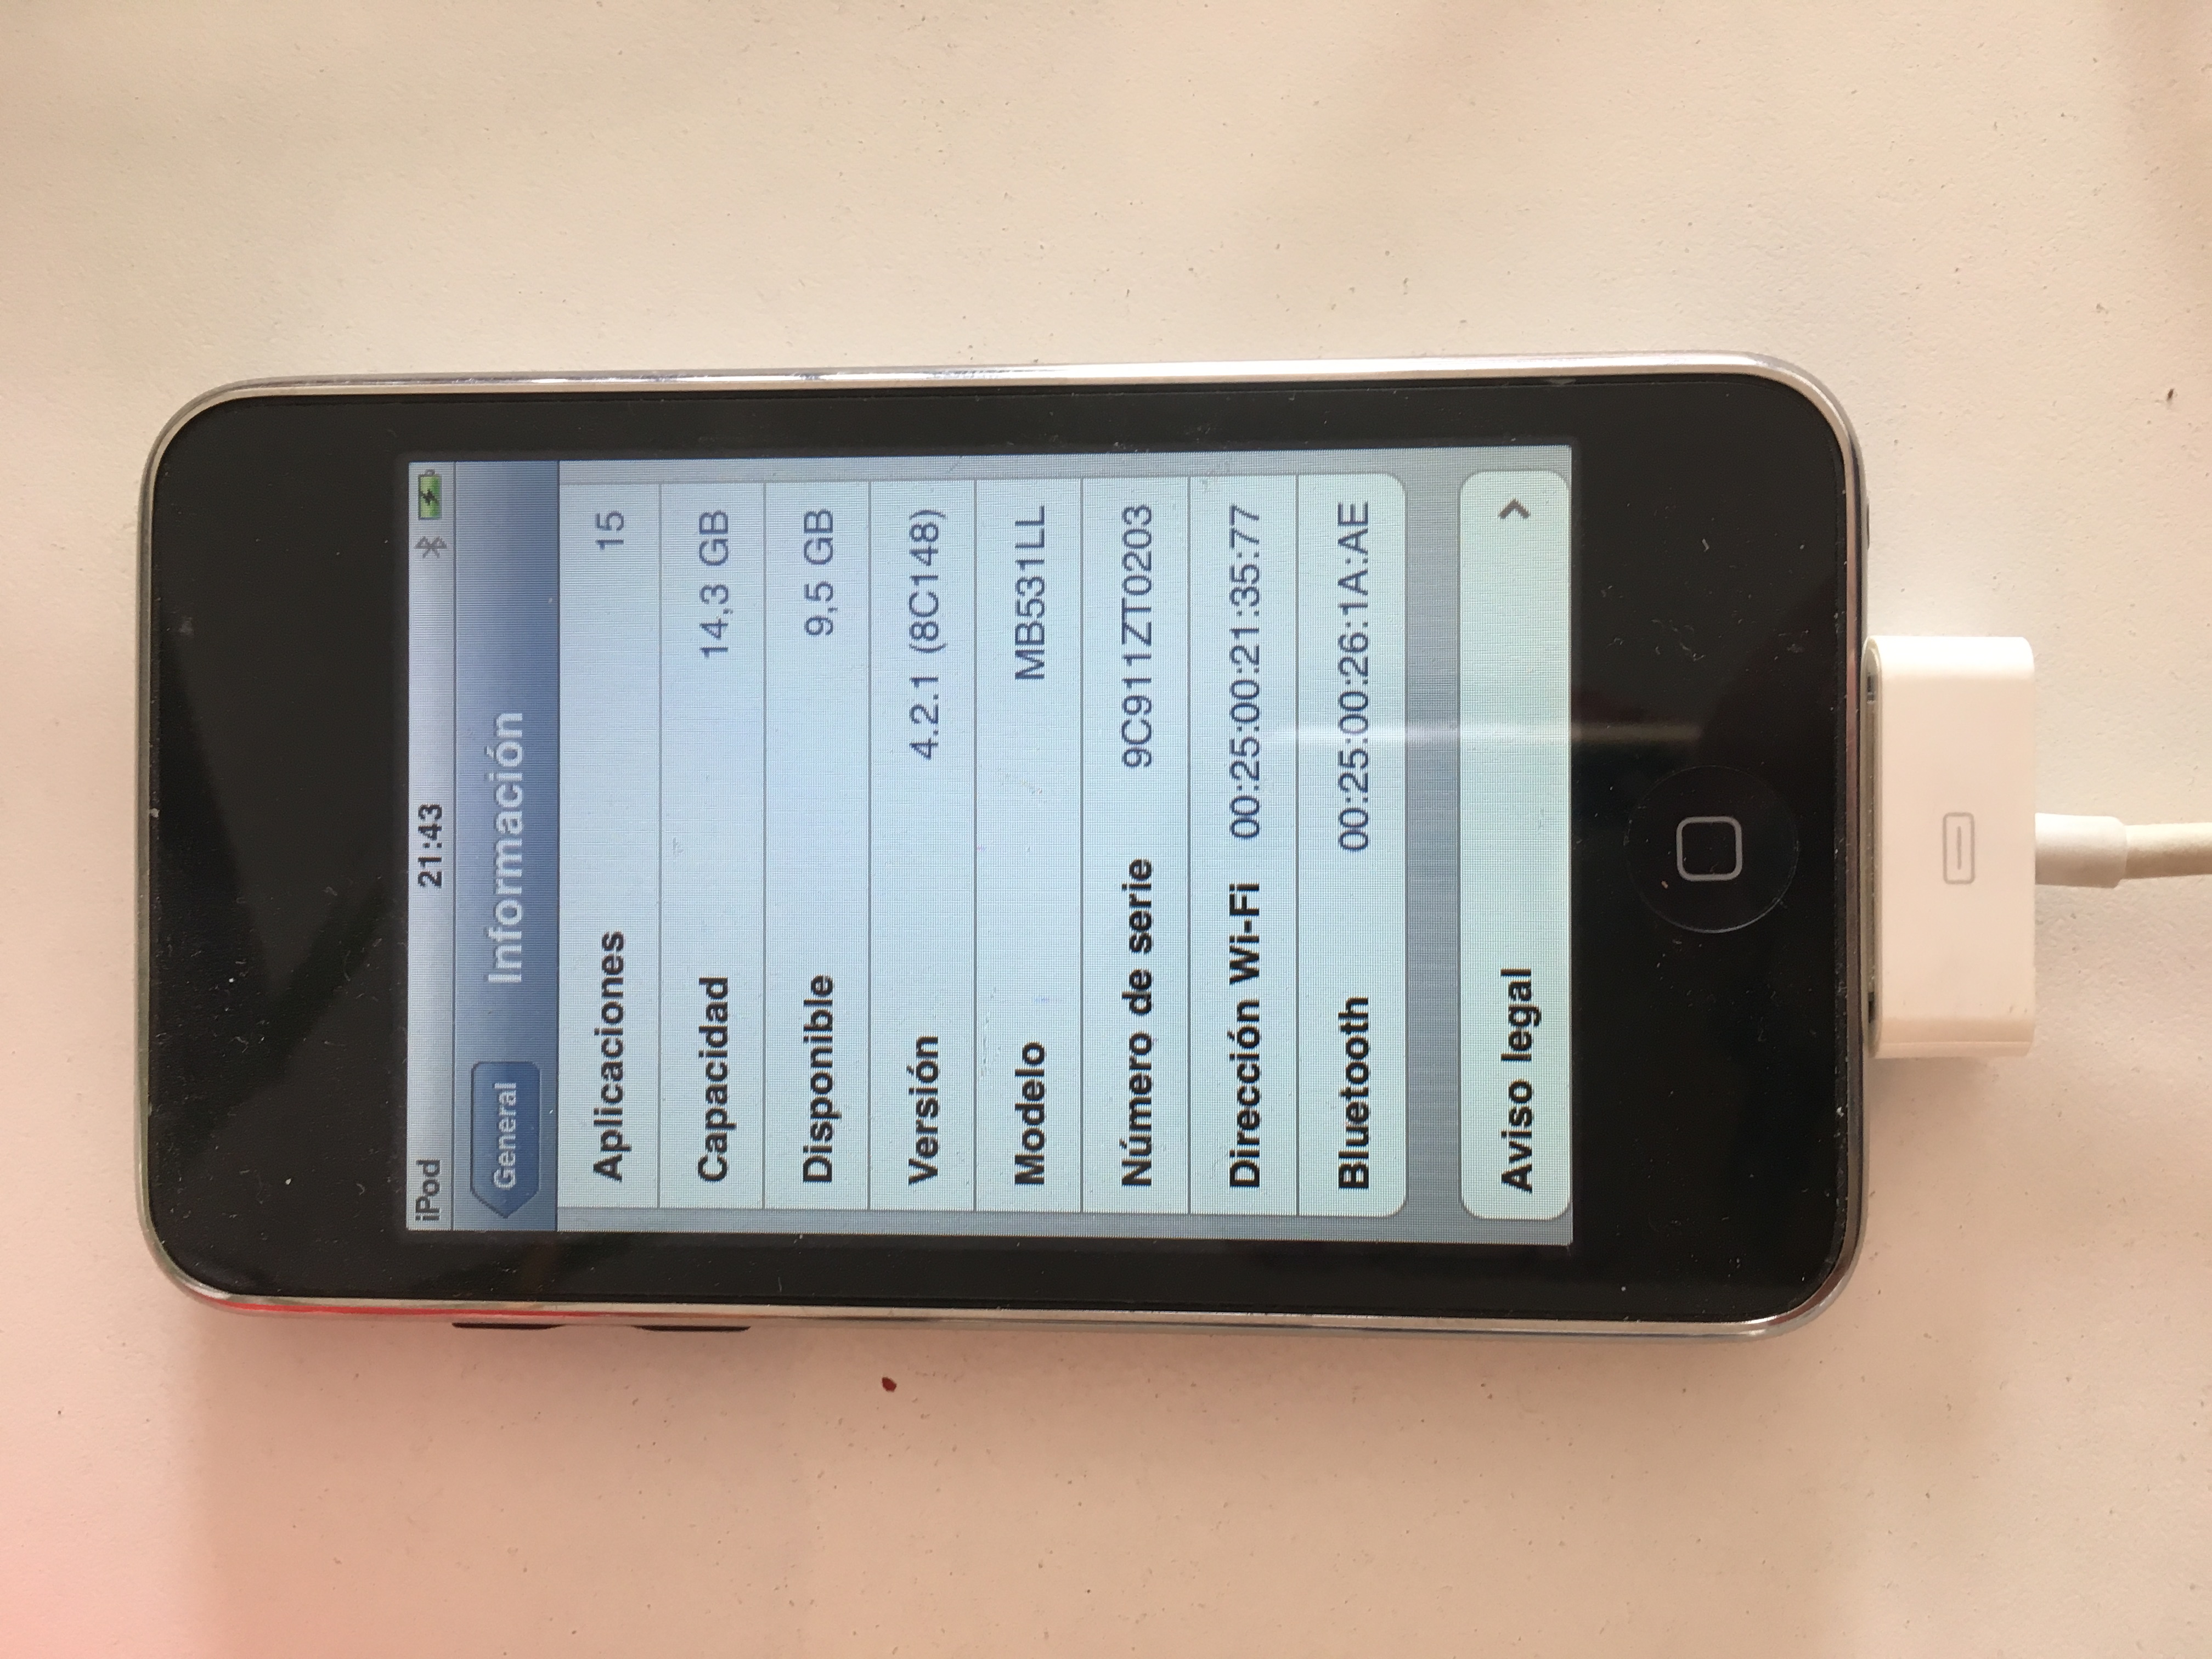 iPod 21:43
General Información
Aplicaciones 15
Capacidad 14,3 GB
Disponible 9,5 GB
Versión 4.2.1 (8C148)
Modelo MB531LL
Número de serie 9C911ZT0203
Dirección Wi-Fi 00:25:00:21:35:77
Bluetooth 00:25:00:26:1A:AE
Aviso legal